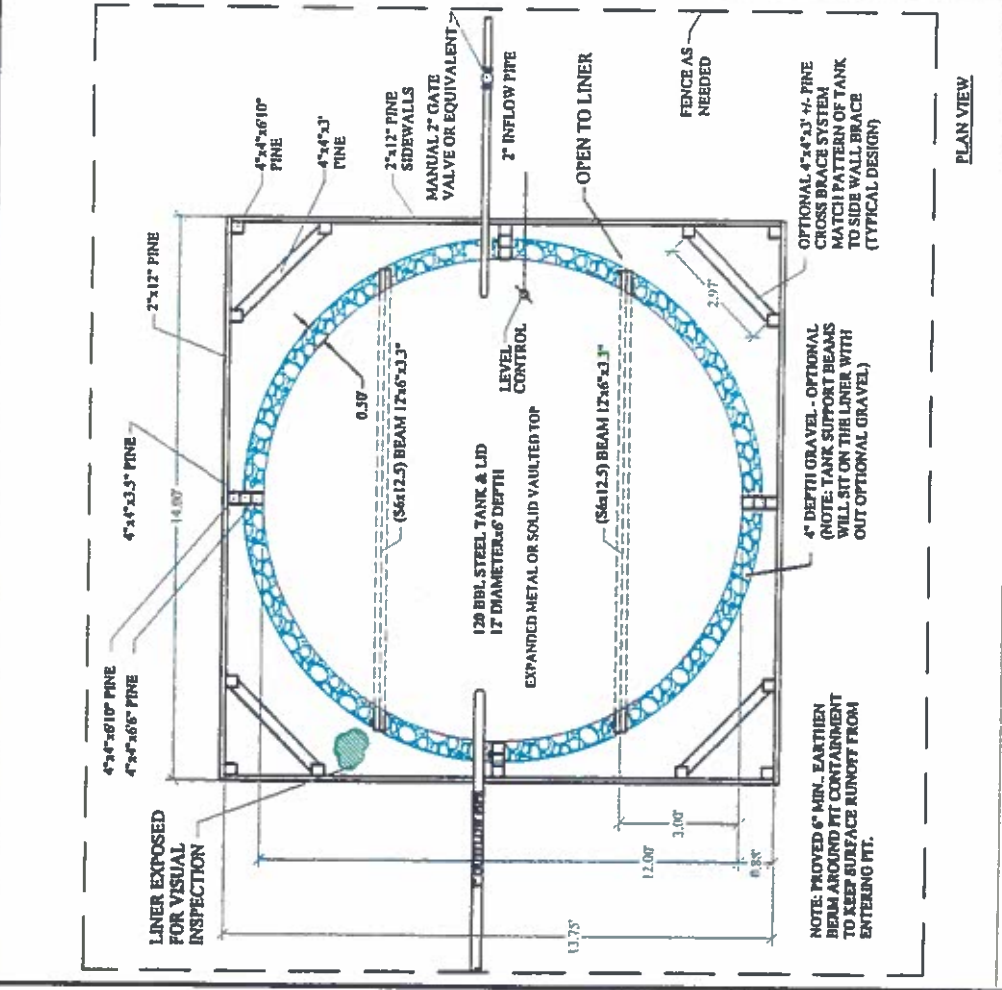 4"x4"x6'10" PINE
4"x4"x6'6" PINE
4"x4"x3.5" PINE
2"x12" PINE
4"x4"x6'10"
PINE
4"x4"x3'
PINE
2"x12" PINE
SIDEWALLS
MANUAL 2" GATE
VALVE OR EQUIVALENT
2" INFLOW PIPE
OPEN TO LINER
FENCE AS
NEEDED
LINER EXPOSED
FOR VISUAL
INSPECTION
14.00'
0.50'
(S6x12.5) BEAM 12'x6"x3.3"
LEVEL
CONTROL
120 BBL STEEL TANK & LID
12' DIAMETERx6' DEPTH
EXPANDED METAL OR SOLID VAULTED TOP
(S6x12.5) BEAM 12'x6"x3.3"
2.97'
3.00'
12.00'
0.88'
13.75'
NOTE: PROVED 6" MIN., EARTHEN
BERM AROUND PIT CONTAINMENT
TO KEEP SURFACE RUNOFF FROM
ENTERING PIT.
4" DEPTH GRAVEL - OPTIONAL
(NOTE: TANK SUPPORT BEAMS
WILL SIT ON THE LINER WITH
OUT OPTIONAL GRAVEL)
OPTIONAL 4"x4"x3' +/- PINE
CROSS BRACE SYSTEM
MATCH PATTERN OF TANK
TO SIDE WALL BRACE
(TYPICAL DESIGN)
PLAN VIEW